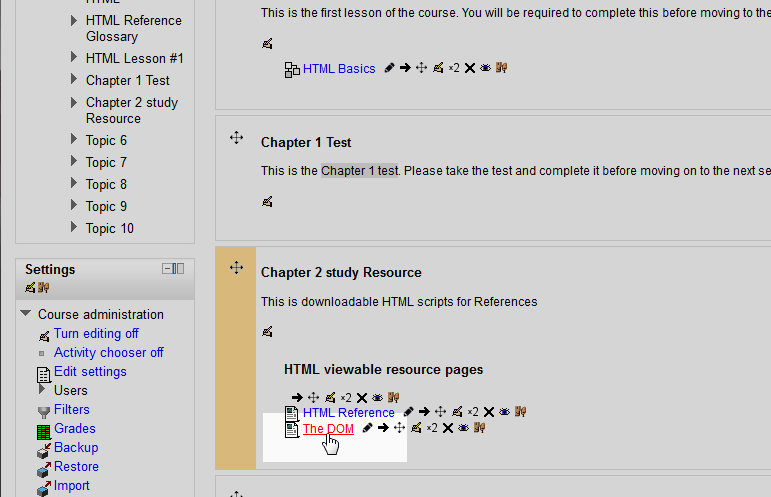 HTML
HTML Reference
Glossary
HTML Lesson #1
Chapter 1 Test
Chapter 2 study
Resource
Topic 6
Topic 7
Topic 8
Topic 9
Topic 10
Settings
Course administration
Turn editing off
Activity chooser off
Edit settings
Users
Filters
Grades
Backup
Restore
Import
This is the first lesson of the course. You will be required to complete this before moving to the
HTML Basics ×2
Chapter 1 Test
This is the Chapter 1 test. Please take the test and complete it before moving on to the next se
Chapter 2 study Resource
This is downloadable HTML scripts for References
HTML viewable resource pages
×2
HTML Reference ×2
The DOM ×2